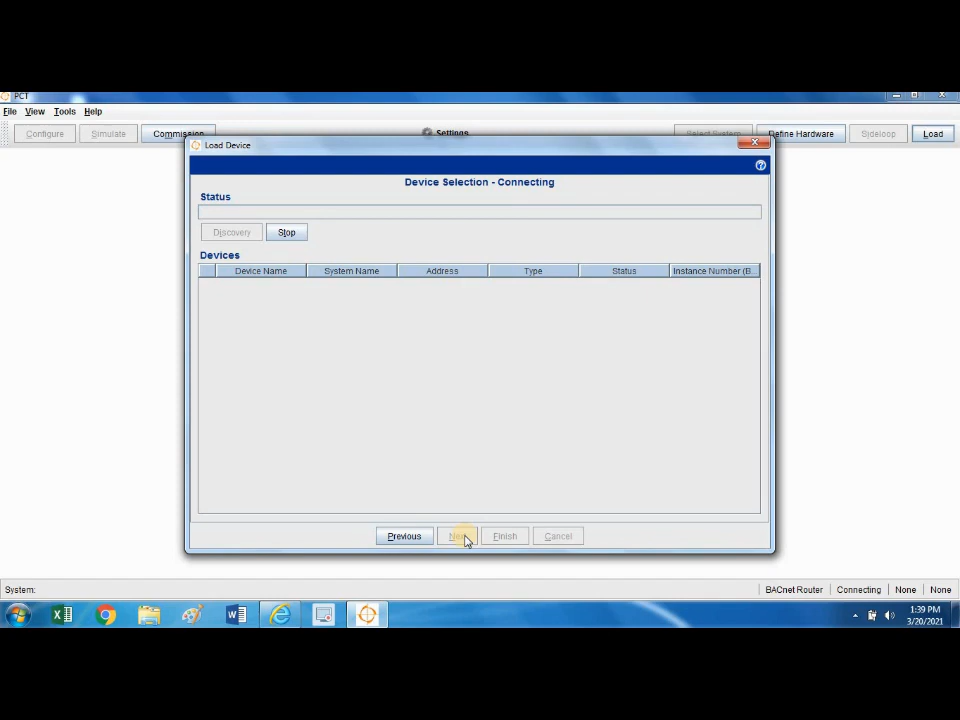 PCT
File View Tools Help
Configure Simulate Commission Settings Select System Define Hardware Sideloop Load
Load Device
Device Selection - Connecting
Status
Discovery Stop
Devices
Device Name System Name Address Type Status Instance Number (B...
Previous Finish Cancel
System: BACnet Router Connecting None None
1:39 PM
3/20/2021